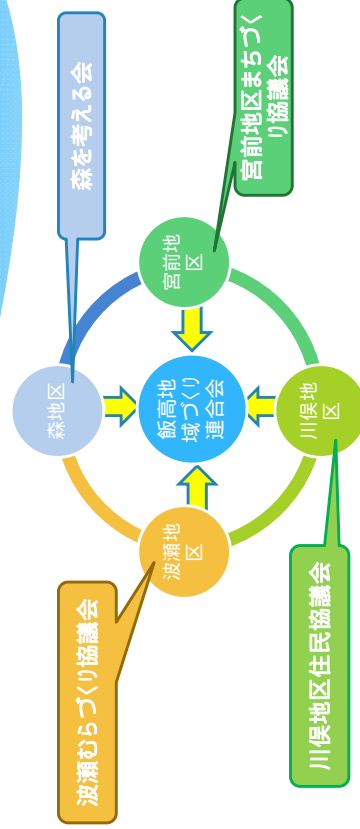 森を考える会
宮前地区まちづく
り協議会
森地区
宮前地
区
飯高地
域づくり
連合会
波瀬地
区
川俣地
区
波瀬むらづくり協議会
川俣地区住民協議会